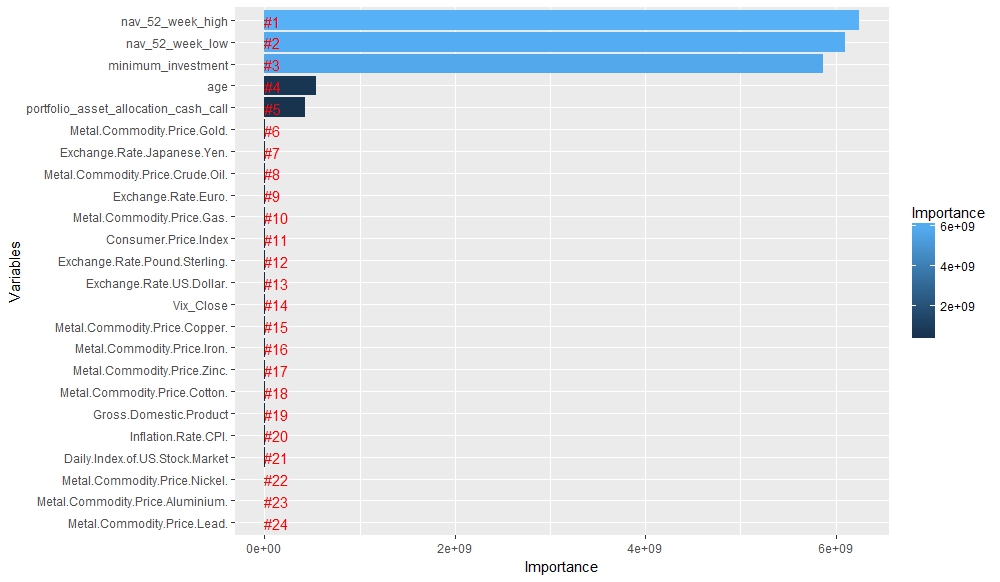 nav_52_week_high #1
nav_52_week_low #2
minimum_investment #3
age #4
portfolio_asset_allocation_cash_call #5
Metal.Commodity.Price.Gold. #6
Exchange.Rate.Japanese.Yen. #7
Metal.Commodity.Price.Crude.Oil. #8
Exchange.Rate.Euro. #9
Metal.Commodity.Price.Gas. #10
Consumer.Price.Index #11
Exchange.Rate.Pound.Sterling. #12
Exchange.Rate.US.Dollar. #13
Vix_Close #14
Metal.Commodity.Price.Copper. #15
Metal.Commodity.Price.Iron. #16
Metal.Commodity.Price.Zinc. #17
Metal.Commodity.Price.Cotton. #18
Gross.Domestic.Product #19
Inflation.Rate.CPI. #20
Daily.Index.of.US.Stock.Market #21
Metal.Commodity.Price.Nickel. #22
Metal.Commodity.Price.Aluminium. #23
Metal.Commodity.Price.Lead. #24
Variables
0e+00 2e+09 4e+09 6e+09
Importance
Importance
6e+09
4e+09
2e+09